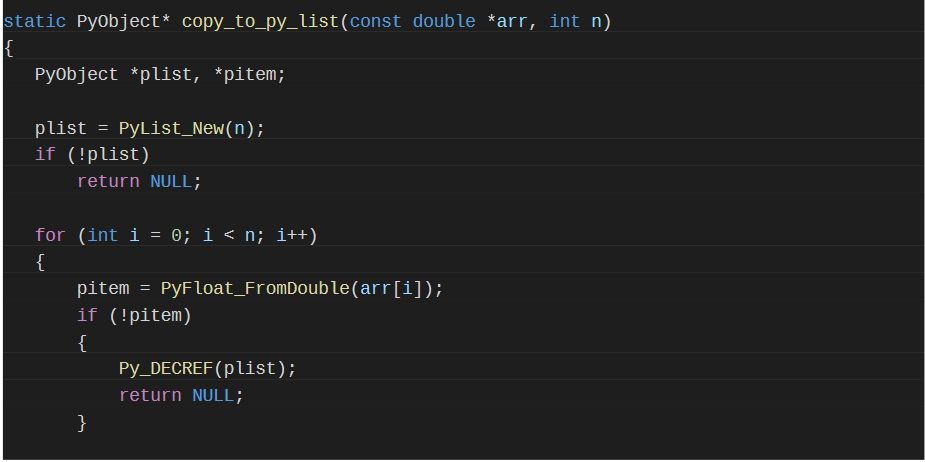 static PyObject* copy_to_py_list(const double *arr, int n)
{
   PyObject *plist, *pitem;

   plist = PyList_New(n);
   if (!plist)
       return NULL;

   for (int i = 0; i < n; i++)
   {
       pitem = PyFloat_FromDouble(arr[i]);
       if (!pitem)
       {
           Py_DECREF(plist);
           return NULL;
       }